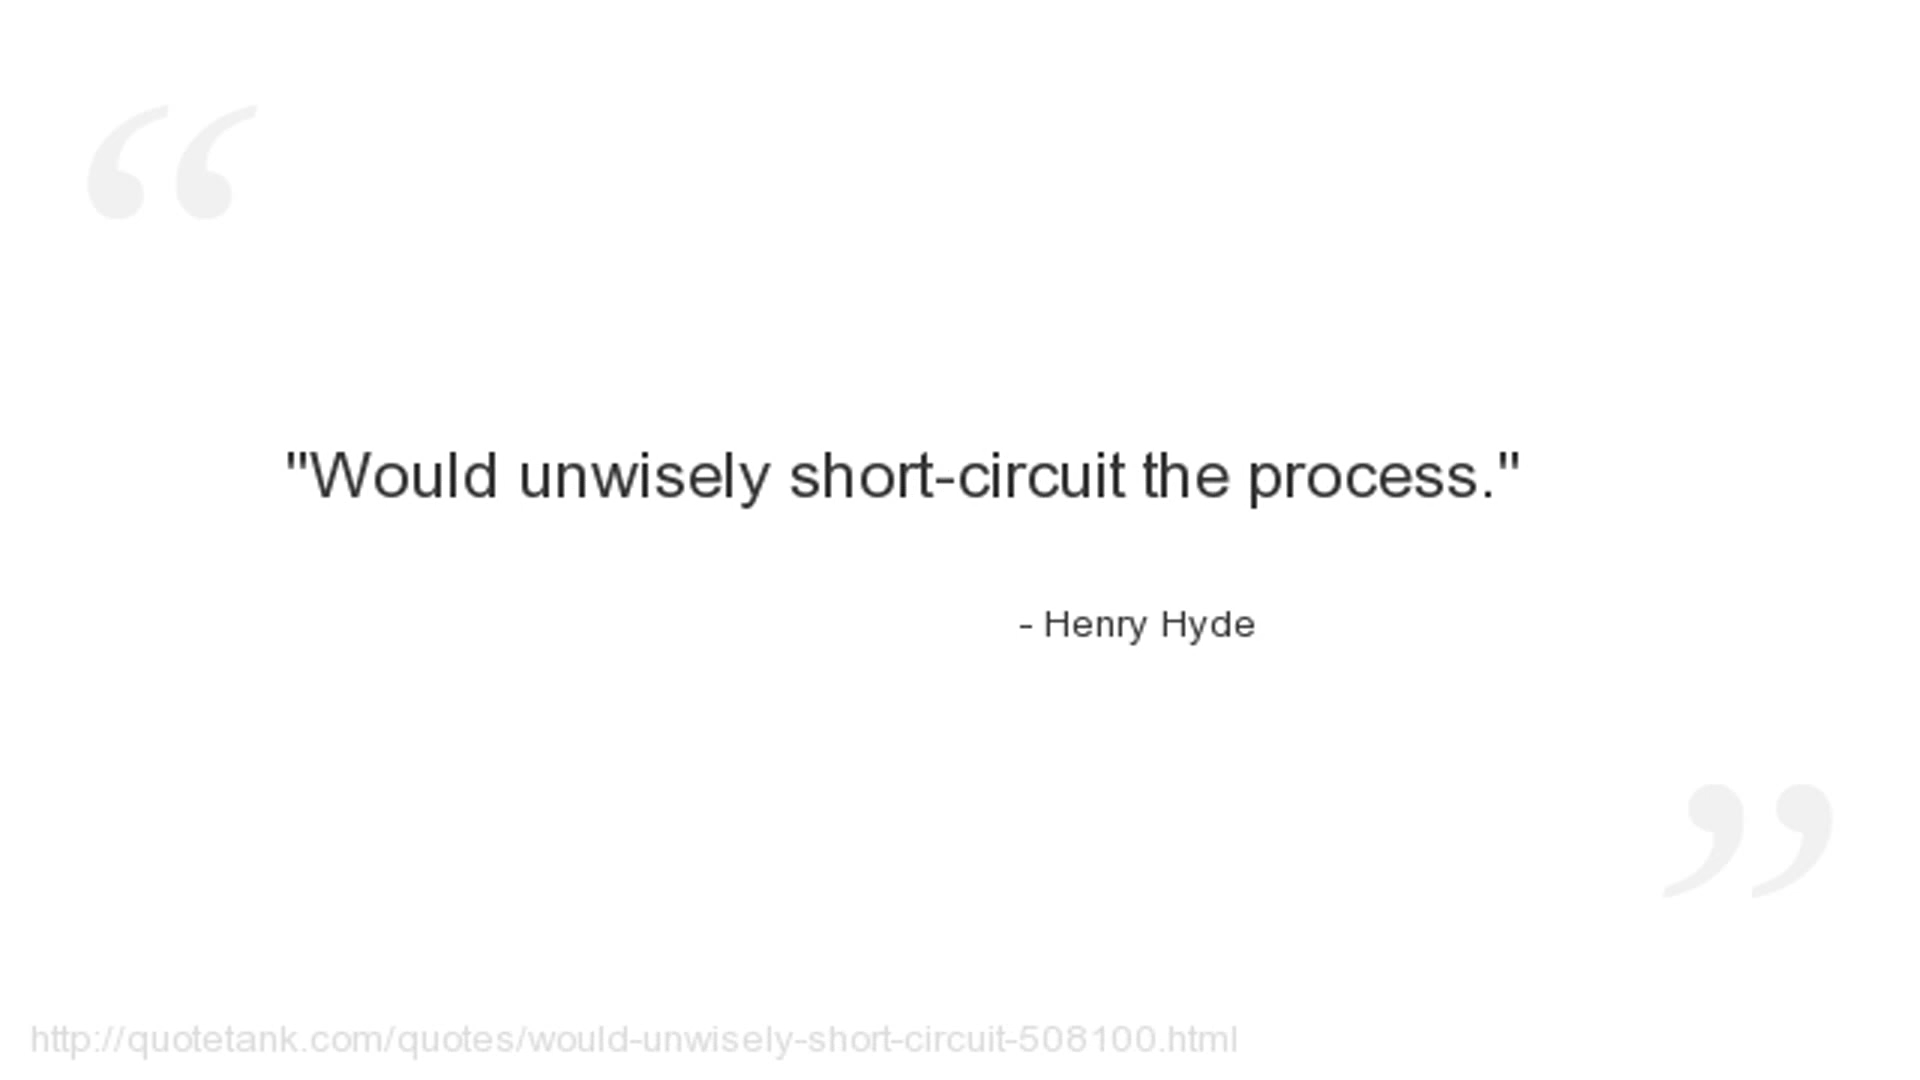 “
"Would unwisely short-circuit the process."
- Henry Hyde
”
http://quotetank.com/quotes/would-unwisely-short-circuit-508100.html